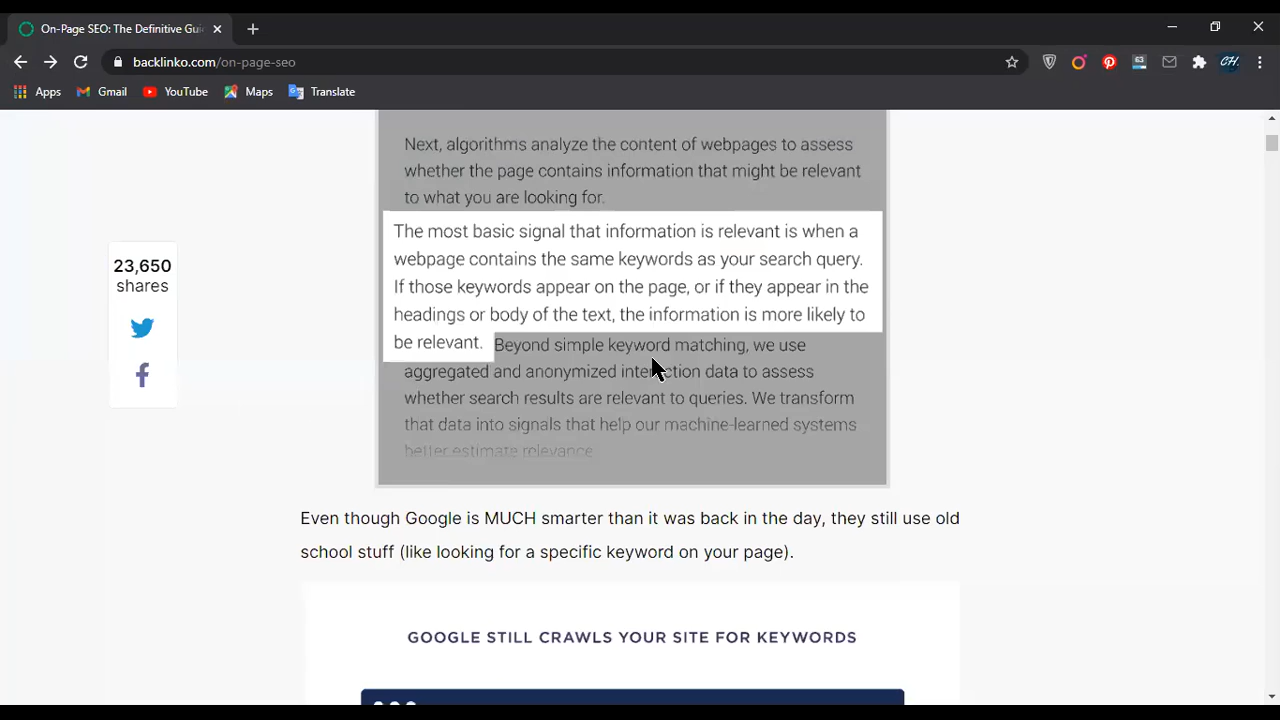 On-Page SEO: The Definitive Gui
backlinko.com/on-page-seo
63
CH
Apps
Gmail
YouTube
Maps
Translate
Next, algorithms analyze the content of webpages to assess
whether the page contains information that might be relevant
to what you are looking for.
The most basic signal that information is relevant is when a
webpage contains the same keywords as your search query.
If those keywords appear on the page, or if they appear in the
headings or body of the text, the information is more likely to
be relevant. Beyond simple keyword matching, we use
aggregated and anonymized interaction data to assess
whether search results are relevant to queries. We transform
that data into signals that help our machine-learned systems
better estimate relevance
23,650
shares
Even though Google is MUCH smarter than it was back in the day, they still use old
school stuff (like looking for a specific keyword on your page).
GOOGLE STILL CRAWLS YOUR SITE FOR KEYWORDS